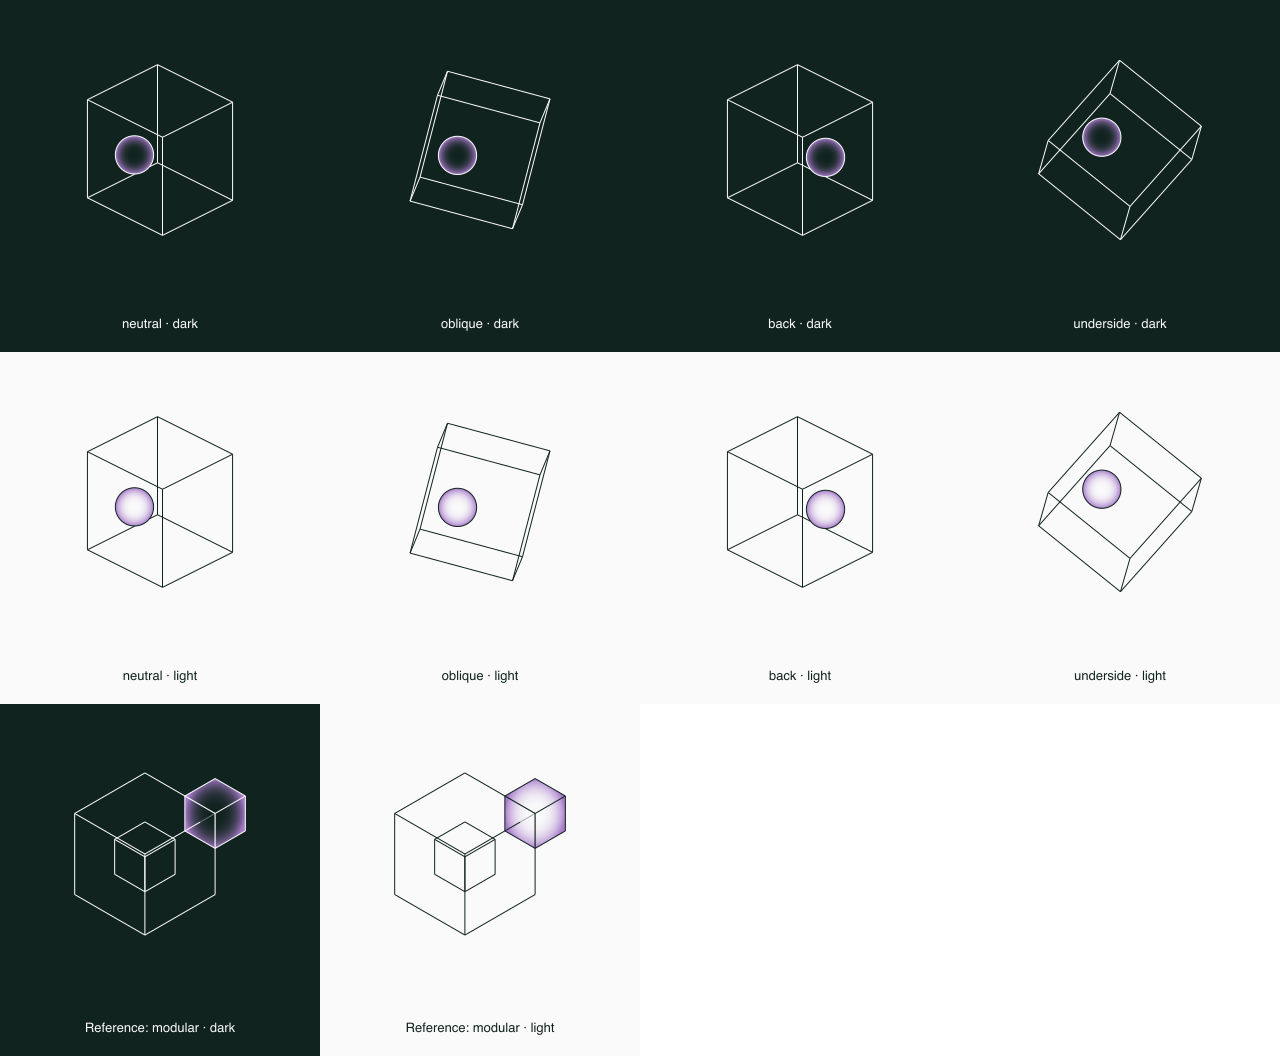 neutral · dark
oblique · dark
back · dark
underside · dark
neutral · light
oblique · light
back · light
underside · light
Reference: modular · dark
Reference: modular · light